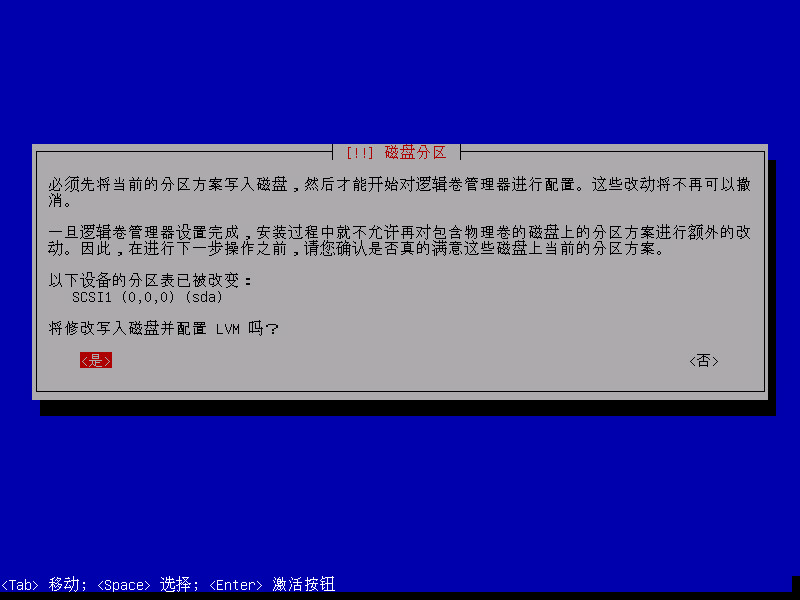 [!!] 磁盘分区
必须先将当前的分区方案写入磁盘，然后才能开始对逻辑卷管理器进行配置。这些改动将不再可以撤
消。
一旦逻辑卷管理器设置完成，安装过程中就不允许再对包含物理卷的磁盘上的分区方案进行额外的改
动。因此，在进行下一步操作之前，请您确认是否真的满意这些磁盘上当前的分区方案。
以下设备的分区表已被改变：
SCSI1 (0,0,0) (sda)
将修改写入磁盘并配置 LVM 吗？
<是> <否>
<Tab> 移动; <Space> 选择; <Enter> 激活按钮